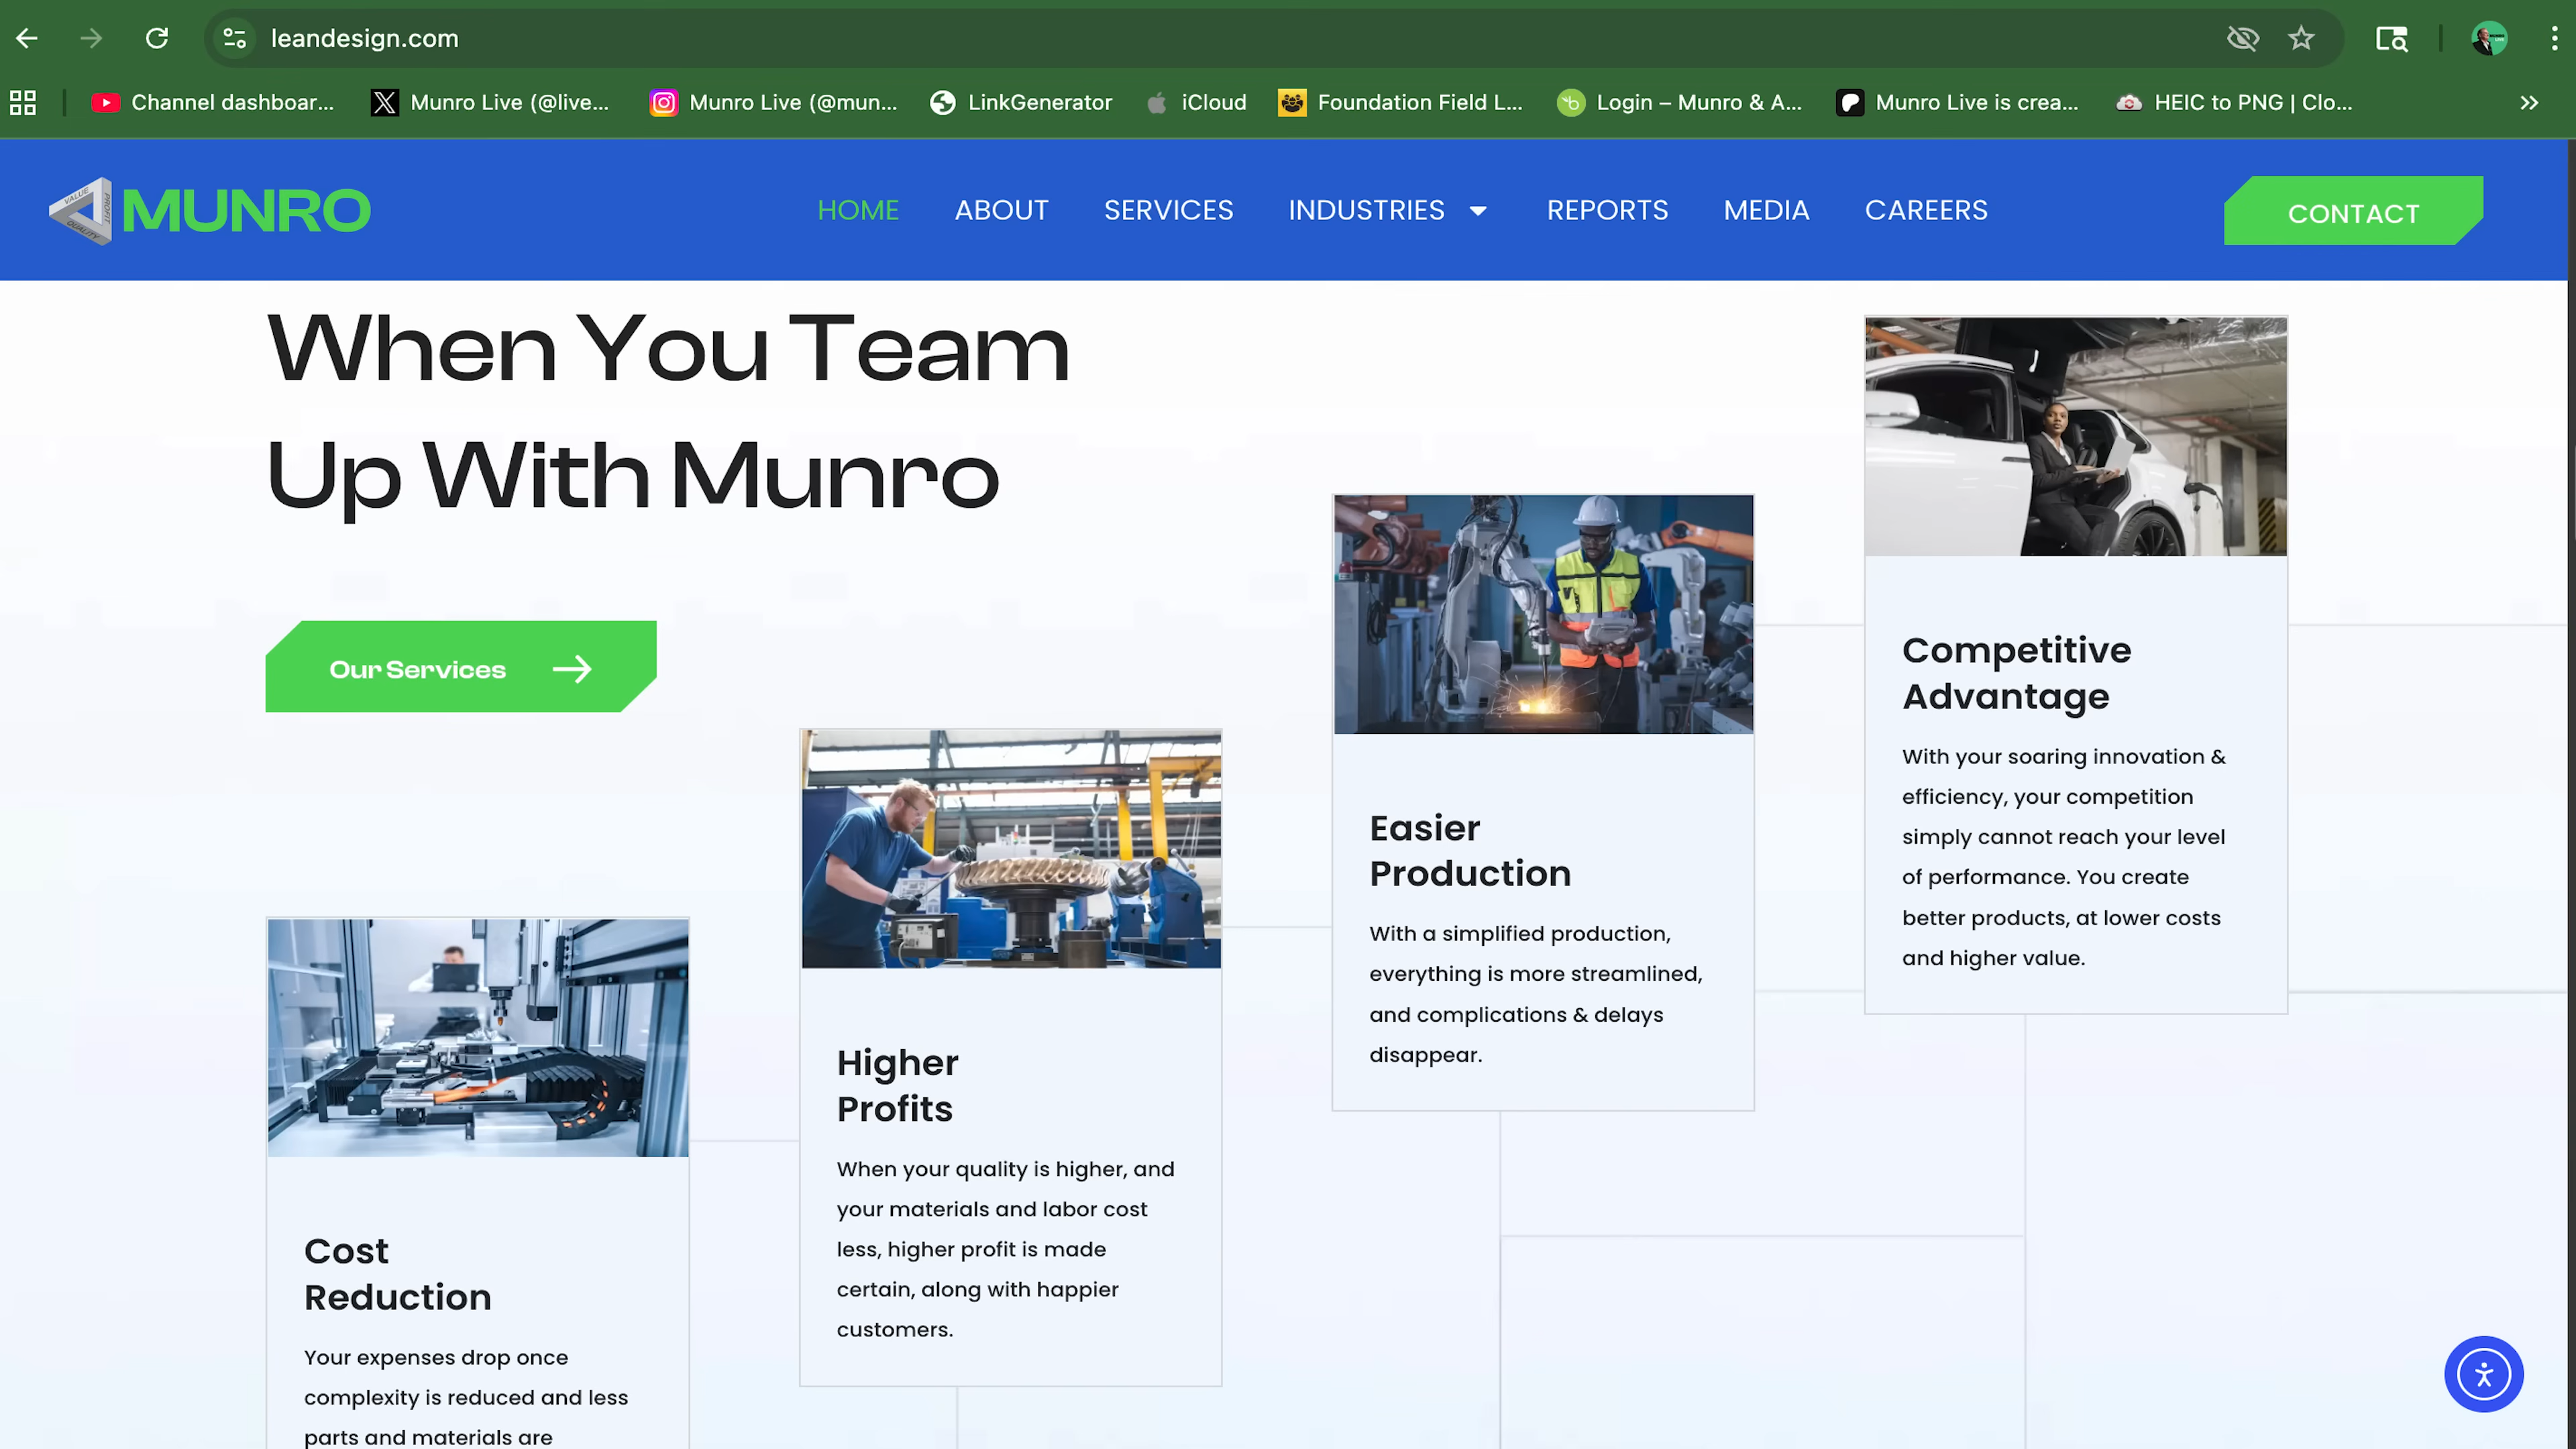 leandesign.com
Channel dashboar...
Munro Live (@live...
Munro Live (@mun...
LinkGenerator
iCloud
Foundation Field L...
Login – Munro & A...
Munro Live is crea...
HEIC to PNG | Clo...
VALUE
PROFIT
QUALITY
MUNRO
HOME
ABOUT
SERVICES
INDUSTRIES
REPORTS
MEDIA
CAREERS
CONTACT
When You Team
Up With Munro
Our Services
Cost
Reduction
Your expenses drop once
complexity is reduced and less
parts and materials are
Higher
Profits
When your quality is higher, and
your materials and labor cost
less, higher profit is made
certain, along with happier
customers.
Easier
Production
With a simplified production,
everything is more streamlined,
and complications & delays
disappear.
Competitive
Advantage
With your soaring innovation &
efficiency, your competition
simply cannot reach your level
of performance. You create
better products, at lower costs
and higher value.